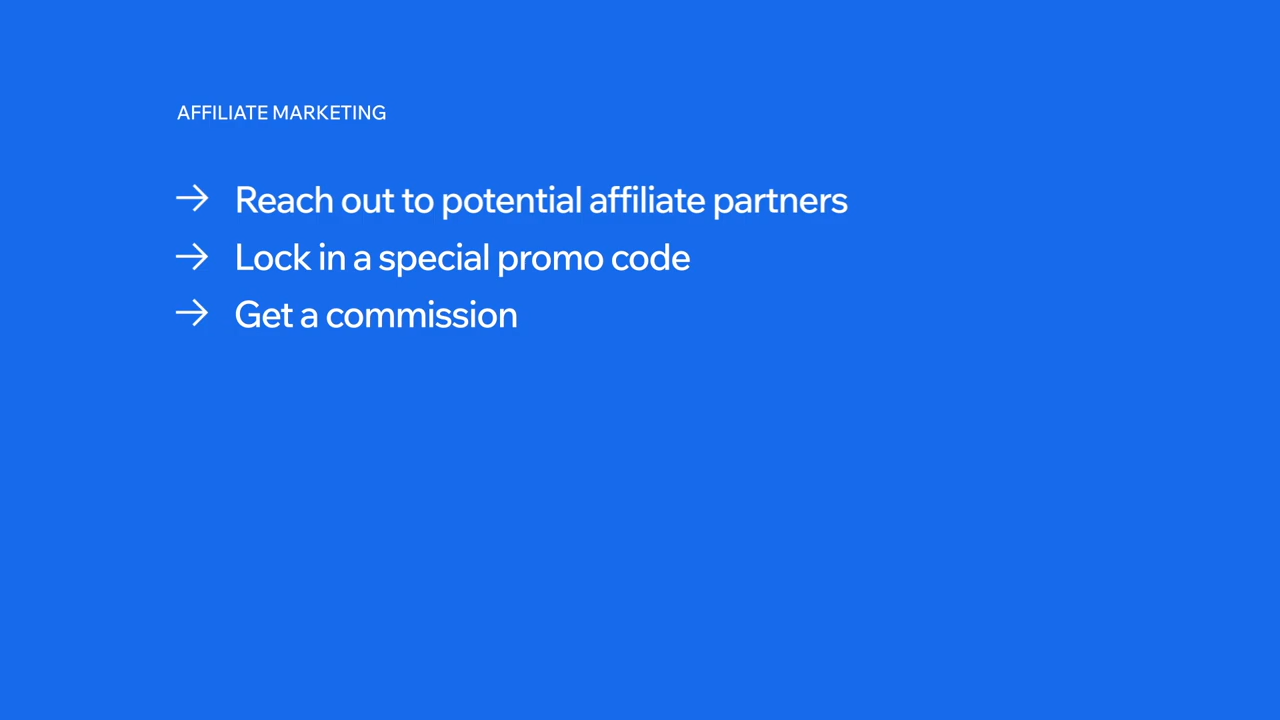 AFFILIATE MARKETING
→ Reach out to potential affiliate partners
→ Lock in a special promo code
→ Get a commission